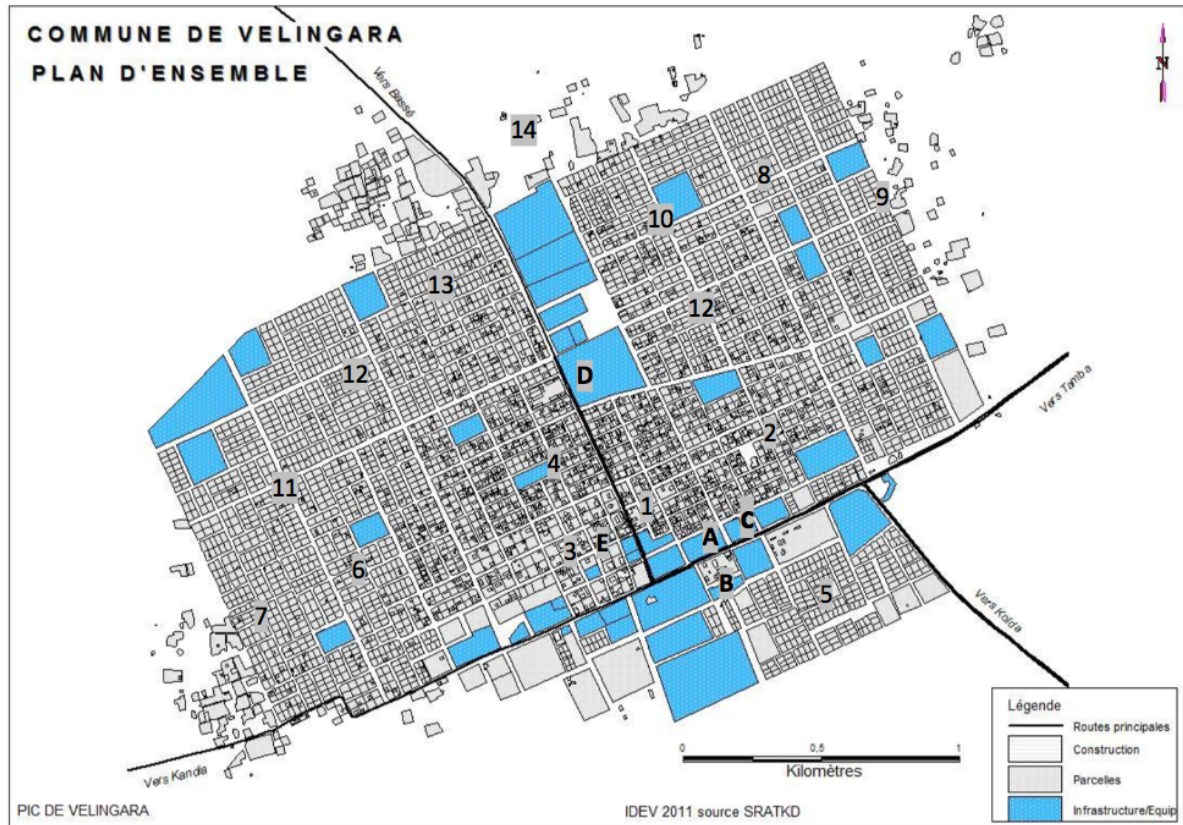 COMMUNE DE VELINGARA
PLAN D'ENSEMBLE
Vers Bassé
N
14
8
9
10
13
12
12
D
2
4
11
1
A
C
E
3
6
B
5
7
Vers Tamba
Vers Kolda
Vers Kandia
Légende
Routes principales
Construction
Parcelles
Infrastructure/Equip
0
0,5
1
Kilomètres
PIC DE VELINGARA
IDEV 2011 source SRATKD